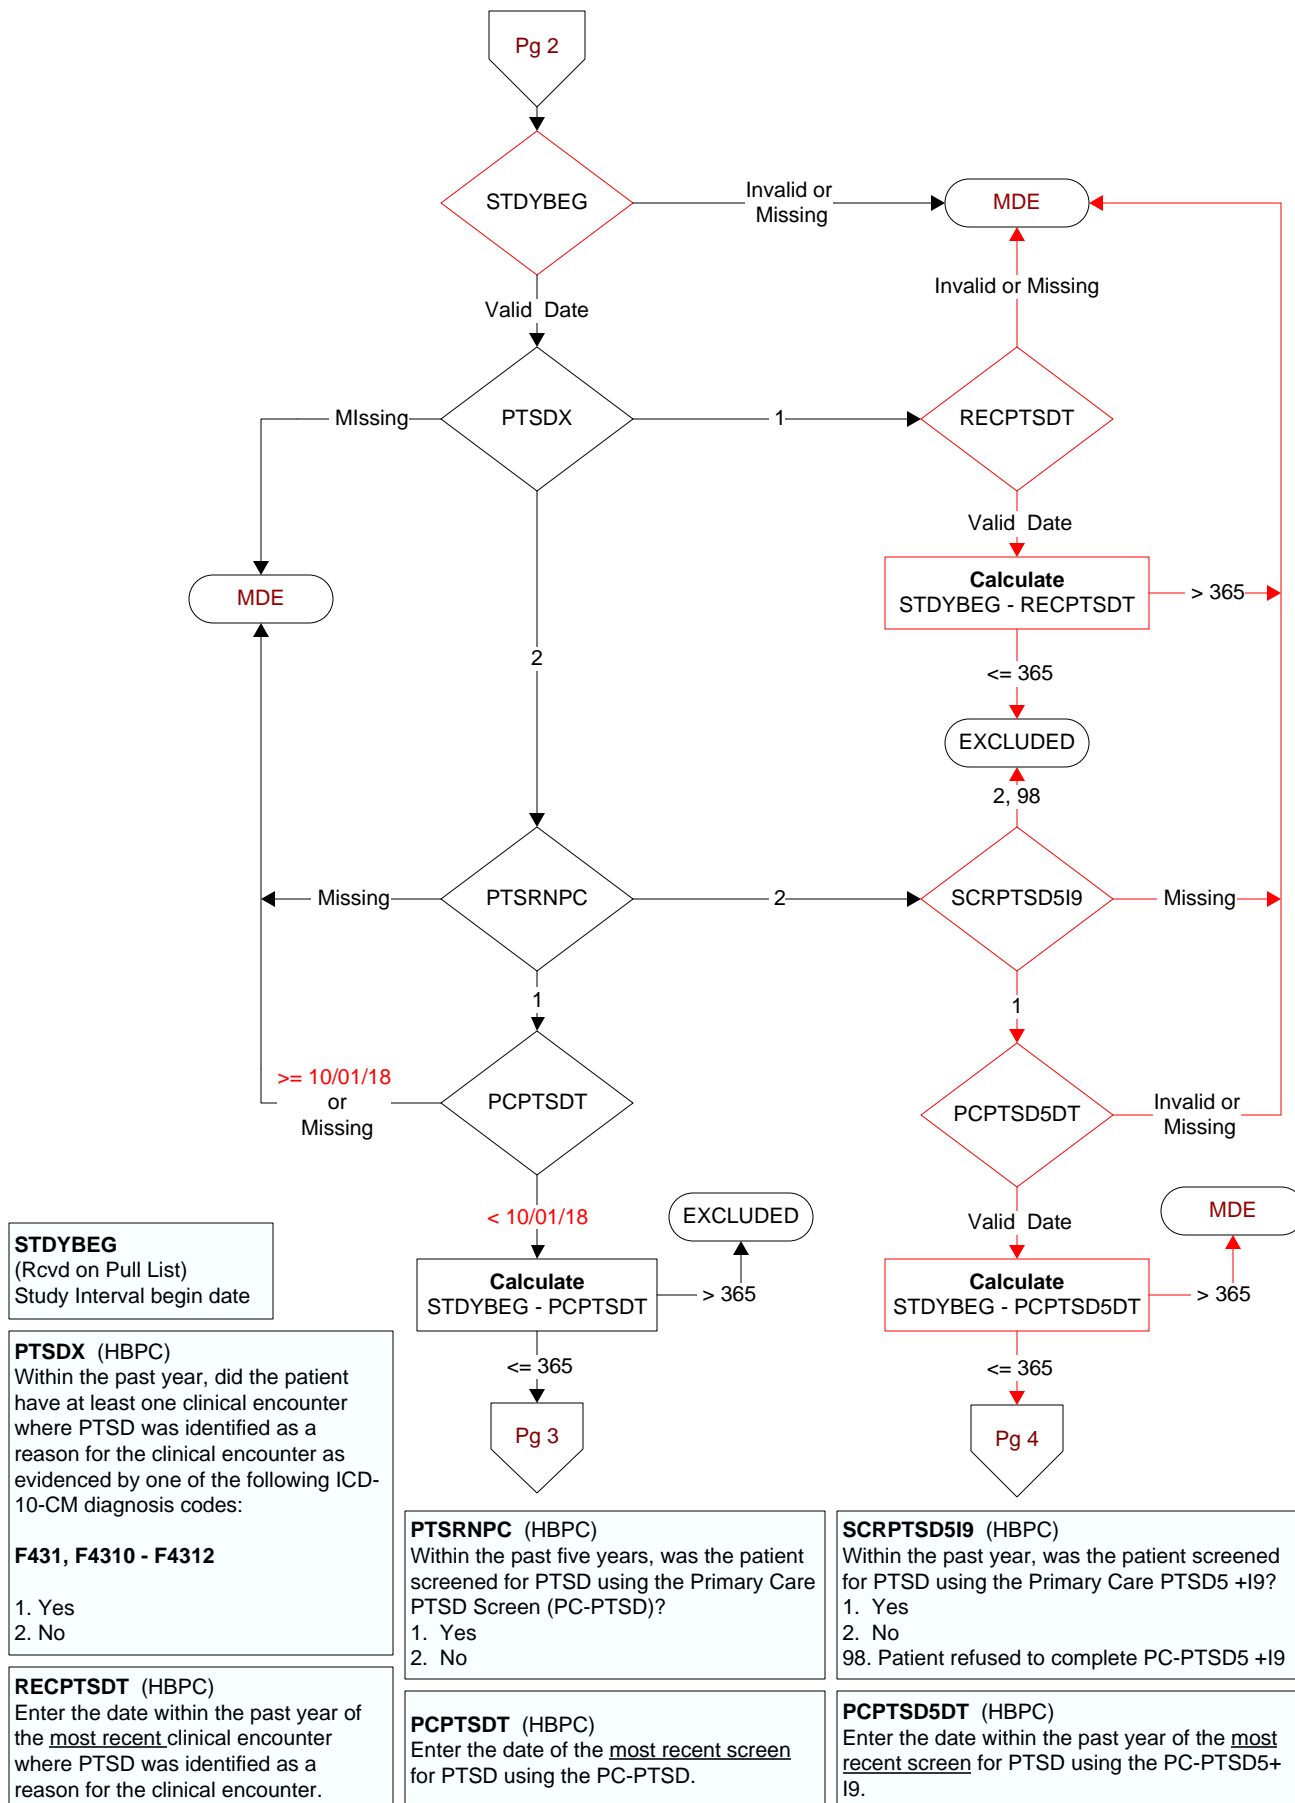 Pg 2
STDYBEG
Invalid or
Missing
MDE
Invalid or Missing
Valid  Date
MIssing
PTSDX
1
RECPTSDT
Valid  Date
MDE
Calculate
STDYBEG - RECPTSDT
> 365
2
<= 365
EXCLUDED
2, 98
Missing
PTSRNPC
2
SCRPTSD5I9
Missing
1
1
>= 10/01/18
or
Missing
PCPTSDT
PCPTSD5DT
Invalid or
Missing
< 10/01/18
EXCLUDED
Valid  Date
MDE
Calculate
STDYBEG - PCPTSDT
> 365
Calculate
STDYBEG - PCPTSD5DT
> 365
<= 365
<= 365
Pg 3
Pg 4
STDYBEG
(Rcvd on Pull List)
Study Interval begin date
PTSDX  (HBPC)
Within the past year, did the patient
have at least one clinical encounter
where PTSD was identified as a
reason for the clinical encounter as
evidenced by one of the following ICD-
10-CM diagnosis codes:
F431, F4310 - F4312
1. Yes
2. No
RECPTSDT  (HBPC)
Enter the date within the past year of
the most recent clinical encounter
where PTSD was identified as a
reason for the clinical encounter.
PTSRNPC  (HBPC)
Within the past five years, was the patient
screened for PTSD using the Primary Care
PTSD Screen (PC-PTSD)?
1.  Yes
2.  No
PCPTSDT  (HBPC)
Enter the date of the most recent screen
for PTSD using the PC-PTSD.
SCRPTSD5I9  (HBPC)
Within the past year, was the patient screened
for PTSD using the Primary Care PTSD5 +I9?
1.  Yes
2.  No
98. Patient refused to complete PC-PTSD5 +I9
PCPTSD5DT  (HBPC)
Enter the date within the past year of the most
recent screen for PTSD using the PC-PTSD5+
I9.